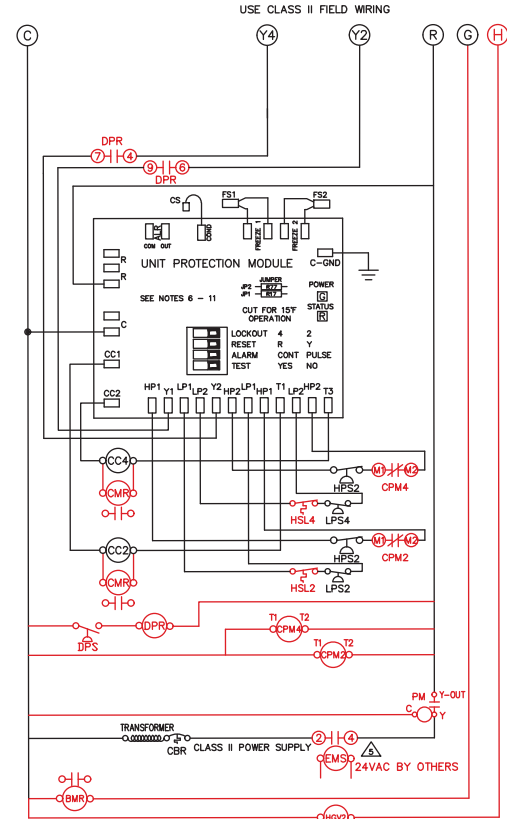 USE CLASS II FIELD WIRING
C Y4 Y2 R G H
DPR
7 4
9 6
DPR
CS FS1 FS2
ALR
COM OUT
COND
FREEZE 1
FREEZE 2
R
R
UNIT PROTECTION MODULE
C-GND
JUMPER
JP2 R77
JP1 R17
POWER
G
STATUS
R
SEE NOTES 6 - 11
CUT FOR 15°F
OPERATION
C
LOCKOUT 4 2
RESET R Y
ALARM CONT PULSE
TEST YES NO
CC1
CC2
HP1 Y1 LP1 LP2 Y2 HP2 LP1 HP1 T1 LP2 HP2 T3
CC4
CMR
HPS2
M1 M2
CPM4
HSL4 LPS4
CC2
CMR
HPS2
M1 M2
CPM2
HSL2 LPS2
DPS
DPR
T1 T2
CPM4
T1 T2
CPM2
PM Y-OUT
C Y
TRANSFORMER
CBR
CLASS II POWER SUPPLY
2 4
EMS
5
24VAC BY OTHERS
BMR
HGV2